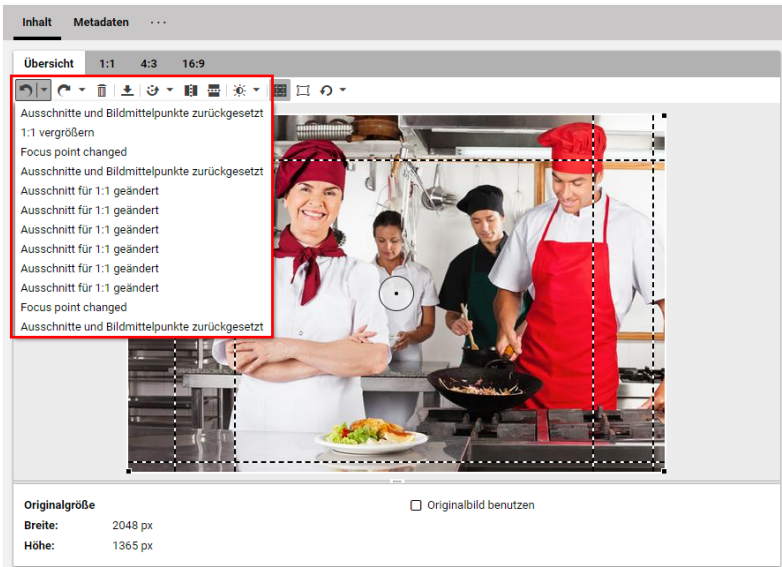 Inhalt Metadaten ...
Übersicht 1:1 4:3 16:9
Ausschnitte und Bildmittelpunkte zurückgesetzt
1:1 vergrößern
Focus point changed
Ausschnitte und Bildmittelpunkte zurückgesetzt
Ausschnitt für 1:1 geändert
Ausschnitt für 1:1 geändert
Ausschnitt für 1:1 geändert
Ausschnitt für 1:1 geändert
Ausschnitt für 1:1 geändert
Ausschnitt für 1:1 geändert
Focus point changed
Ausschnitte und Bildmittelpunkte zurückgesetzt
Originalgröße Originalbild benutzen
Breite: 2048 px
Höhe: 1365 px